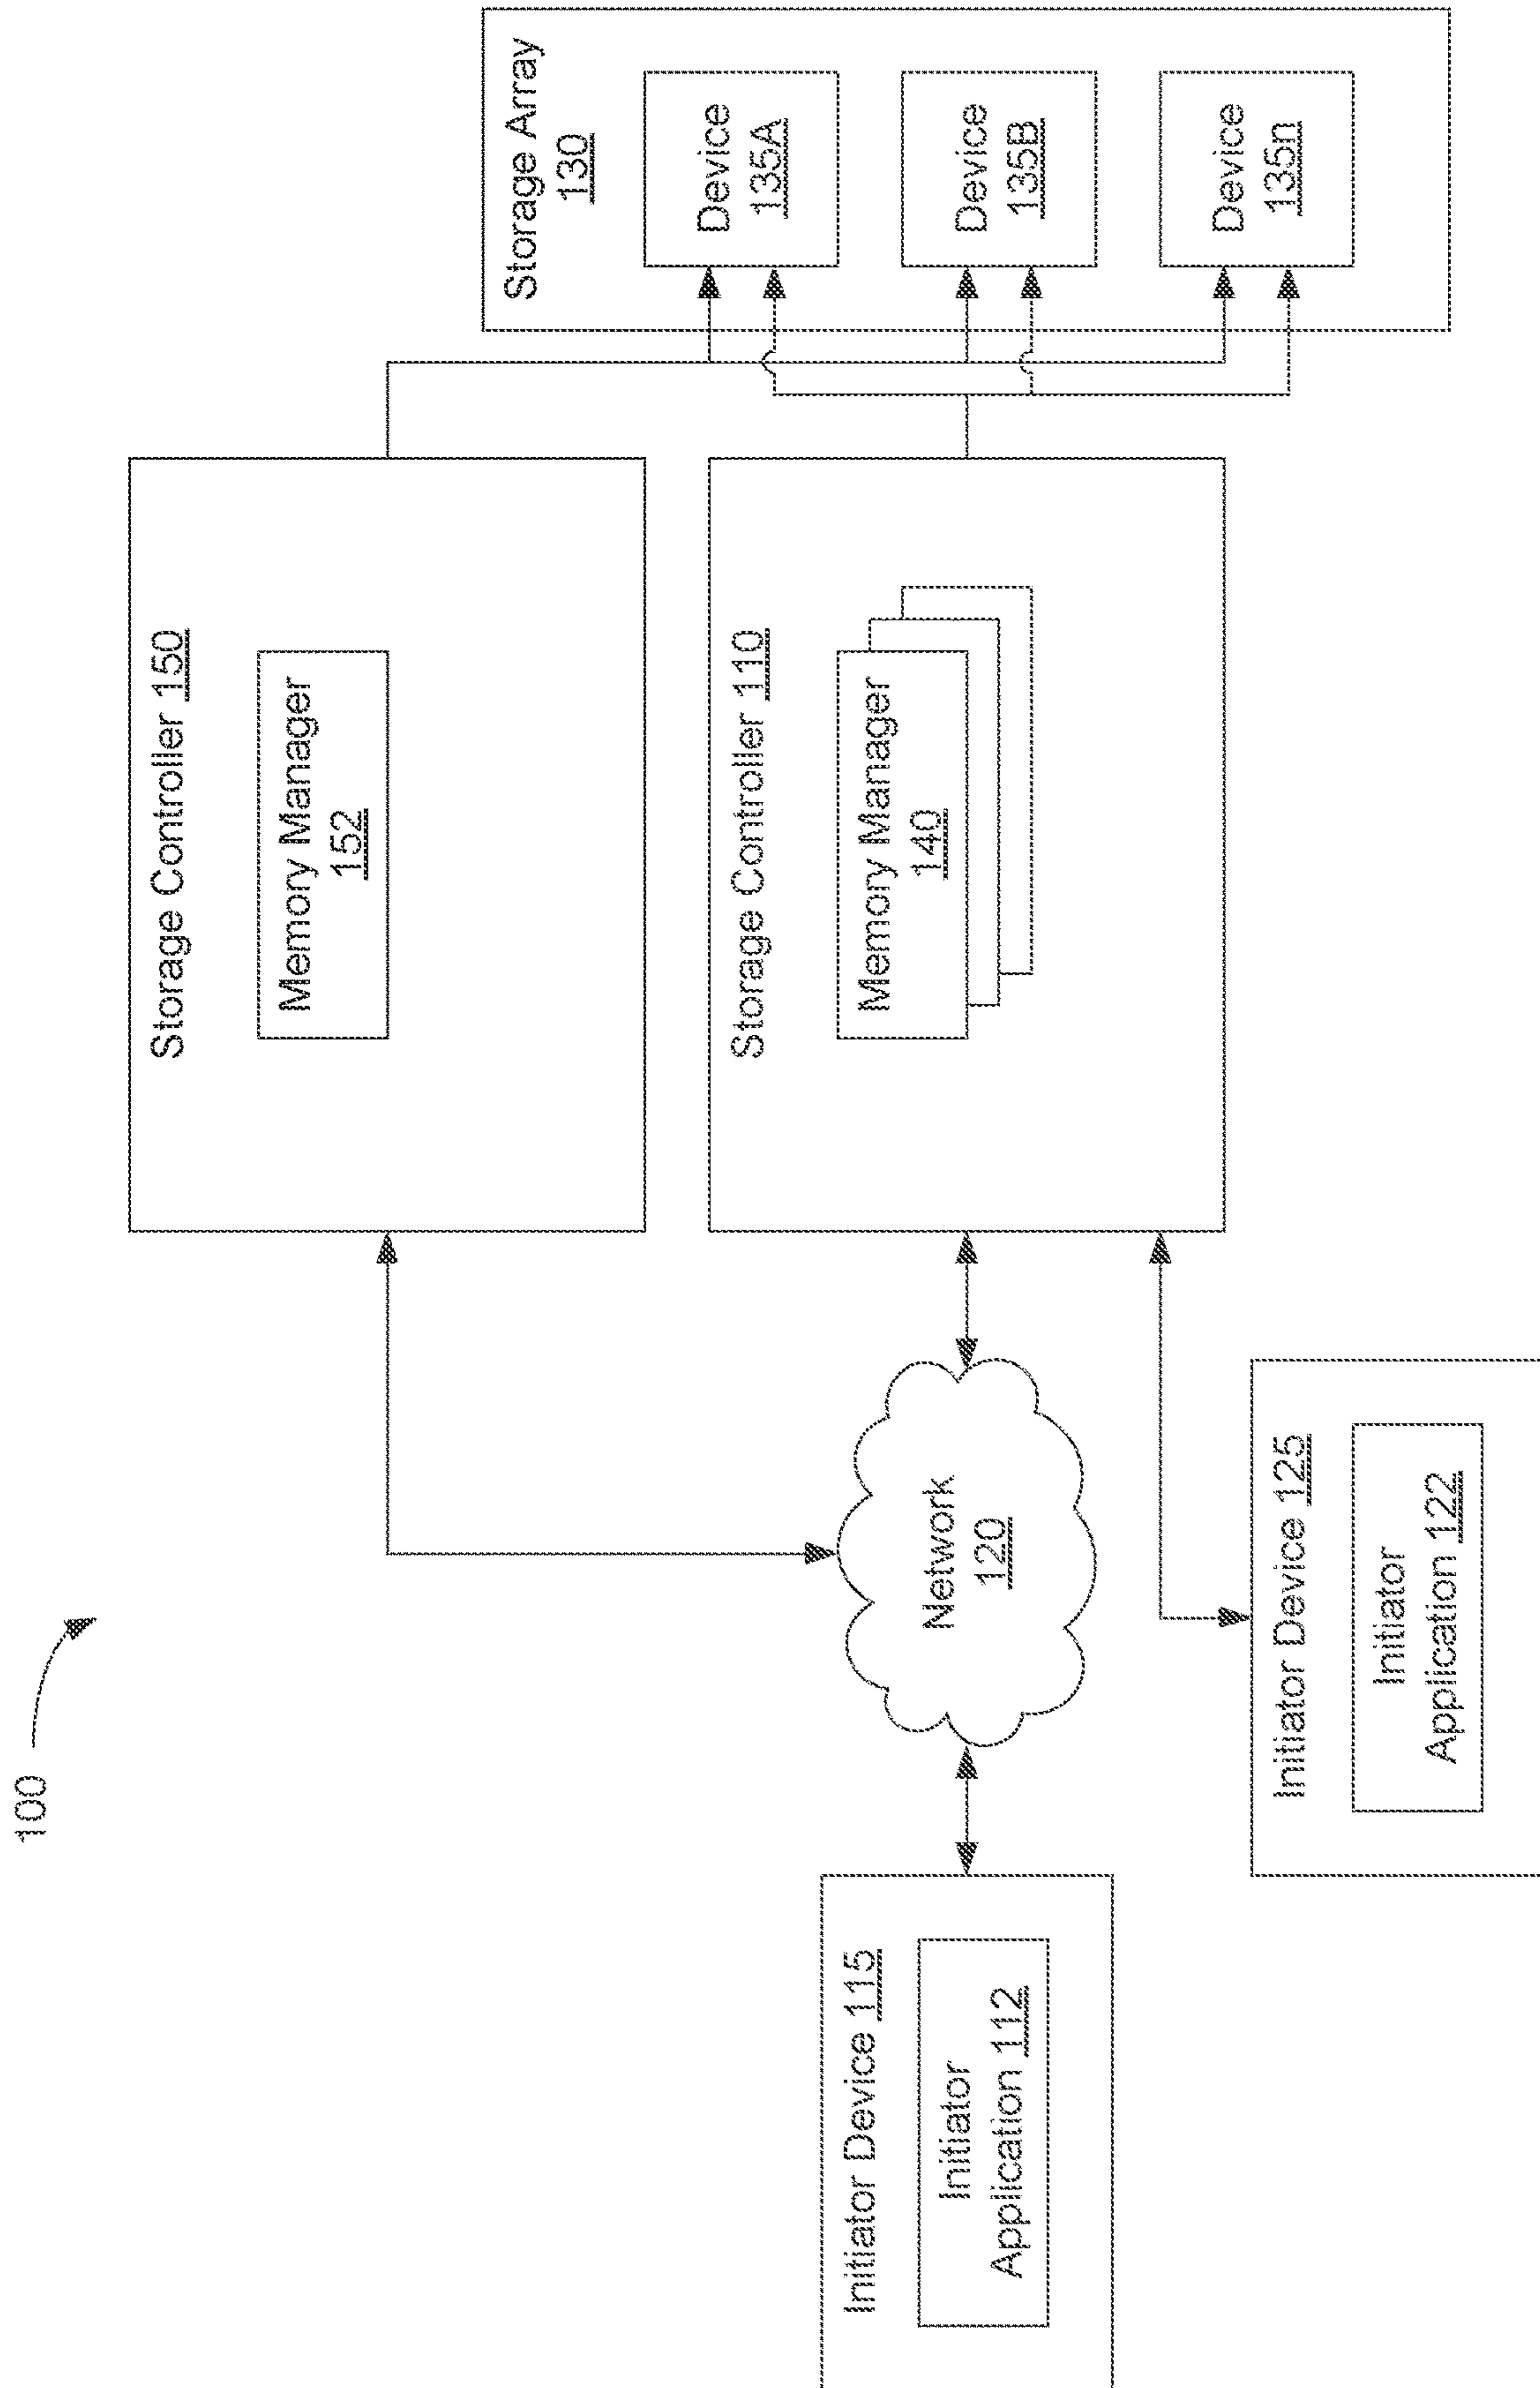 100
Storage Controller 150
Memory Manager
152
Storage Array
130
Device
135A
Device
135B
Device
135n
Storage Controller 110
Memory Manager
140
Network
120
Initiator Device 115
Initiator
Application 112
Initiator Device 125
Initiator
Application 122